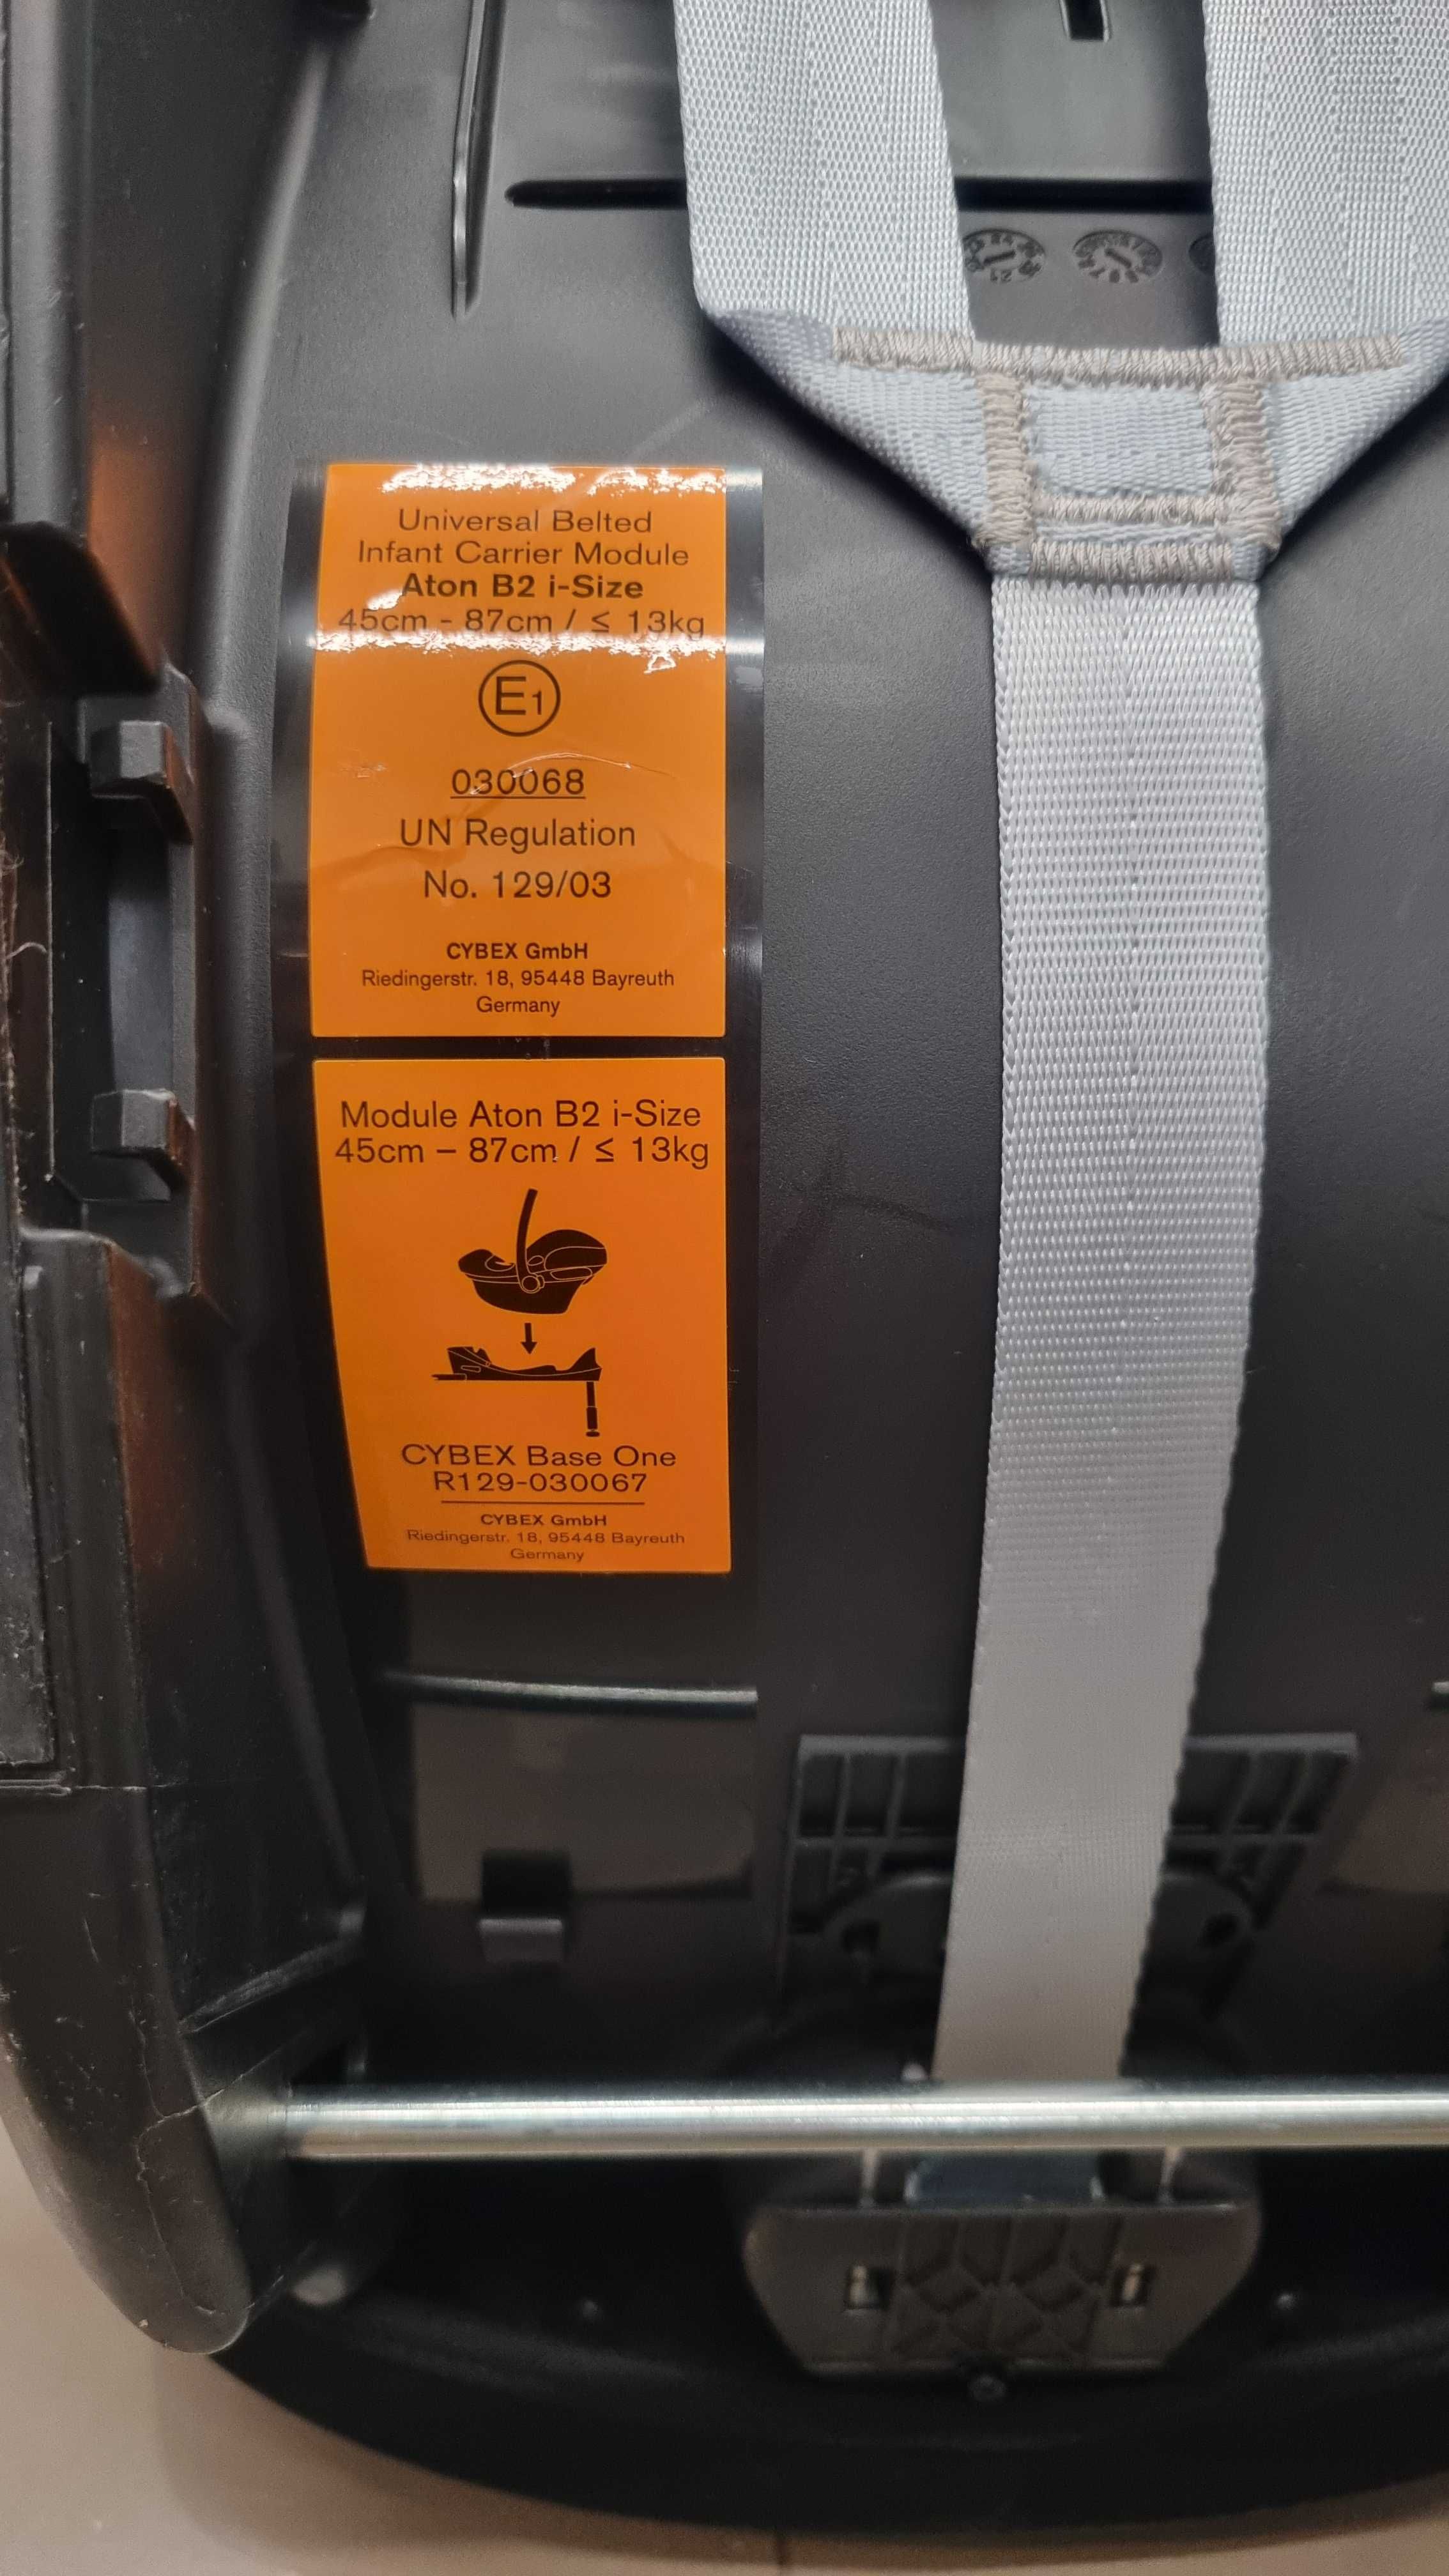 Universal Belted
Infant Carrier Module
Aton B2 i-Size
45cm - 87cm / ≤ 13kg
E1
030068
UN Regulation
No. 129/03
CYBEX GmbH
Riedingerstr. 18, 95448 Bayreuth
Germany
Module Aton B2 i-Size
45cm – 87cm / ≤ 13kg
CYBEX Base One
R129-030067
CYBEX GmbH
Riedingerstr. 18, 95448 Bayreuth
Germany